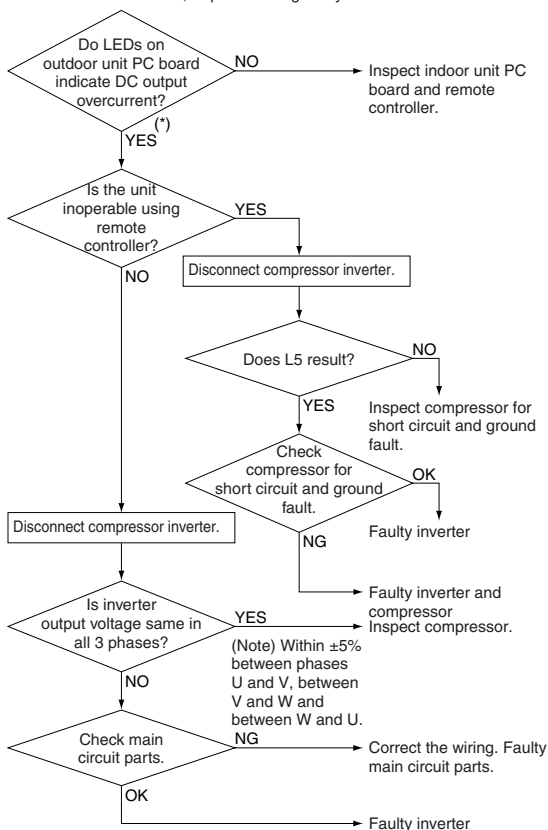 Do LEDs on
outdoor unit PC board
indicate DC output
overcurrent?
NO
Inspect indoor unit PC
board and remote
controller.
(*)
YES
Is the unit
inoperable using
remote
controller?
YES
NO
Disconnect compressor inverter.
Does L5 result?
NO
YES
Inspect compressor for
short circuit and ground
fault.
Check
compressor for
short circuit and ground
fault.
OK
Faulty inverter
NG
Disconnect compressor inverter.
Faulty inverter and
compressor
Is inverter
output voltage same in
all 3 phases?
YES
Inspect compressor.
(Note) Within ±5%
between phases
U and V, between
V and W and
between W and U.
NO
Check main
circuit parts.
NG
Correct the wiring. Faulty
main circuit parts.
OK
Faulty inverter